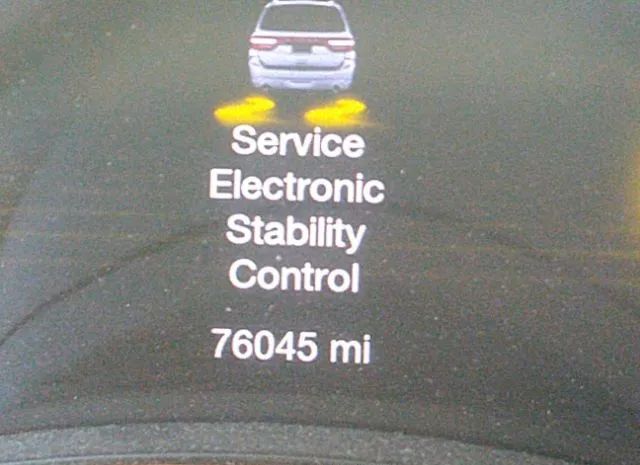 Service
Electronic
Stability
Control
76045 mi